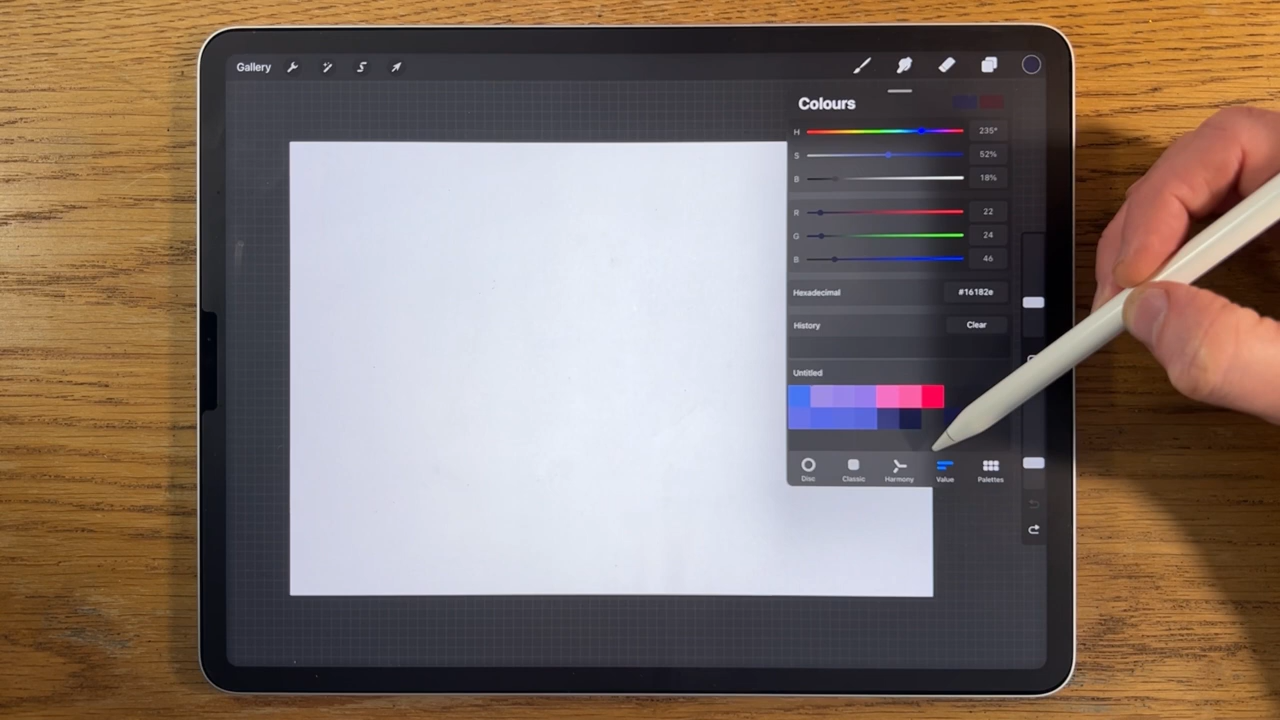 Gallery
Colours
H 235°
S 52%
B 18%
R 22
G 24
B 46
Hexadecimal #16182e
History Clear
Untitled
Disc Classic Harmony Value Palettes